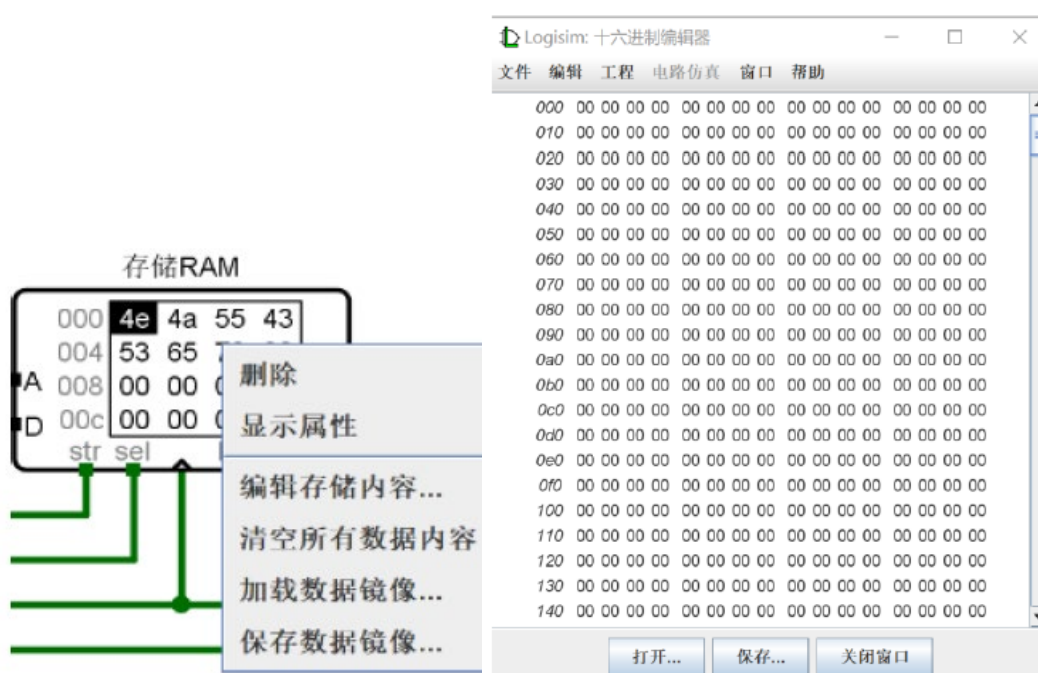 存储RAM
000 4e 4a 55 43
004 53 65
A 008 00 00
D 00c 00 00
str sel
删除
显示属性
编辑存储内容...
清空所有数据内容
加载数据镜像...
保存数据镜像...
Logisim: 十六进制编辑器
文件 编辑 工程 电路仿真 窗口 帮助
000 00 00 00 00 00 00 00 00 00 00 00 00 00 00 00 00
010 00 00 00 00 00 00 00 00 00 00 00 00 00 00 00 00
020 00 00 00 00 00 00 00 00 00 00 00 00 00 00 00 00
030 00 00 00 00 00 00 00 00 00 00 00 00 00 00 00 00
040 00 00 00 00 00 00 00 00 00 00 00 00 00 00 00 00
050 00 00 00 00 00 00 00 00 00 00 00 00 00 00 00 00
060 00 00 00 00 00 00 00 00 00 00 00 00 00 00 00 00
070 00 00 00 00 00 00 00 00 00 00 00 00 00 00 00 00
080 00 00 00 00 00 00 00 00 00 00 00 00 00 00 00 00
090 00 00 00 00 00 00 00 00 00 00 00 00 00 00 00 00
0a0 00 00 00 00 00 00 00 00 00 00 00 00 00 00 00 00
0b0 00 00 00 00 00 00 00 00 00 00 00 00 00 00 00 00
0c0 00 00 00 00 00 00 00 00 00 00 00 00 00 00 00 00
0d0 00 00 00 00 00 00 00 00 00 00 00 00 00 00 00 00
0e0 00 00 00 00 00 00 00 00 00 00 00 00 00 00 00 00
0f0 00 00 00 00 00 00 00 00 00 00 00 00 00 00 00 00
100 00 00 00 00 00 00 00 00 00 00 00 00 00 00 00 00
110 00 00 00 00 00 00 00 00 00 00 00 00 00 00 00 00
120 00 00 00 00 00 00 00 00 00 00 00 00 00 00 00 00
130 00 00 00 00 00 00 00 00 00 00 00 00 00 00 00 00
140 00 00 00 00 00 00 00 00 00 00 00 00 00 00 00 00
打开... 保存... 关闭窗口